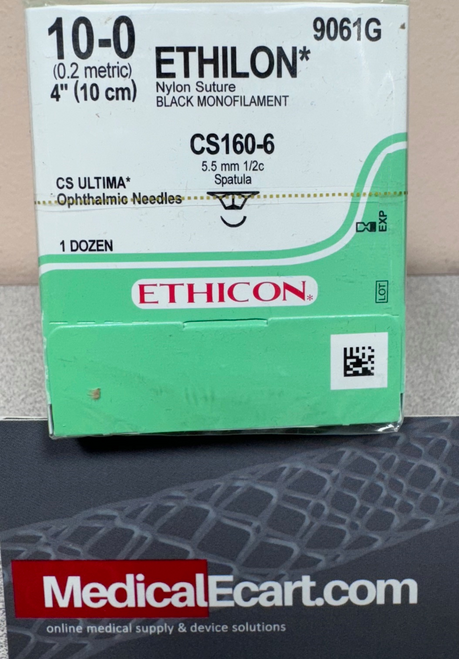 10-0
(0.2 metric)
4" (10 cm)
ETHILON*
9061G
Nylon Suture
BLACK MONOFILAMENT
CS160-6
5.5 mm 1/2c
Spatula
CS ULTIMA*
Ophthalmic Needles
1 DOZEN
EXP
LOT
ETHICON*
MedicalEcart.com
online medical supply & device solutions